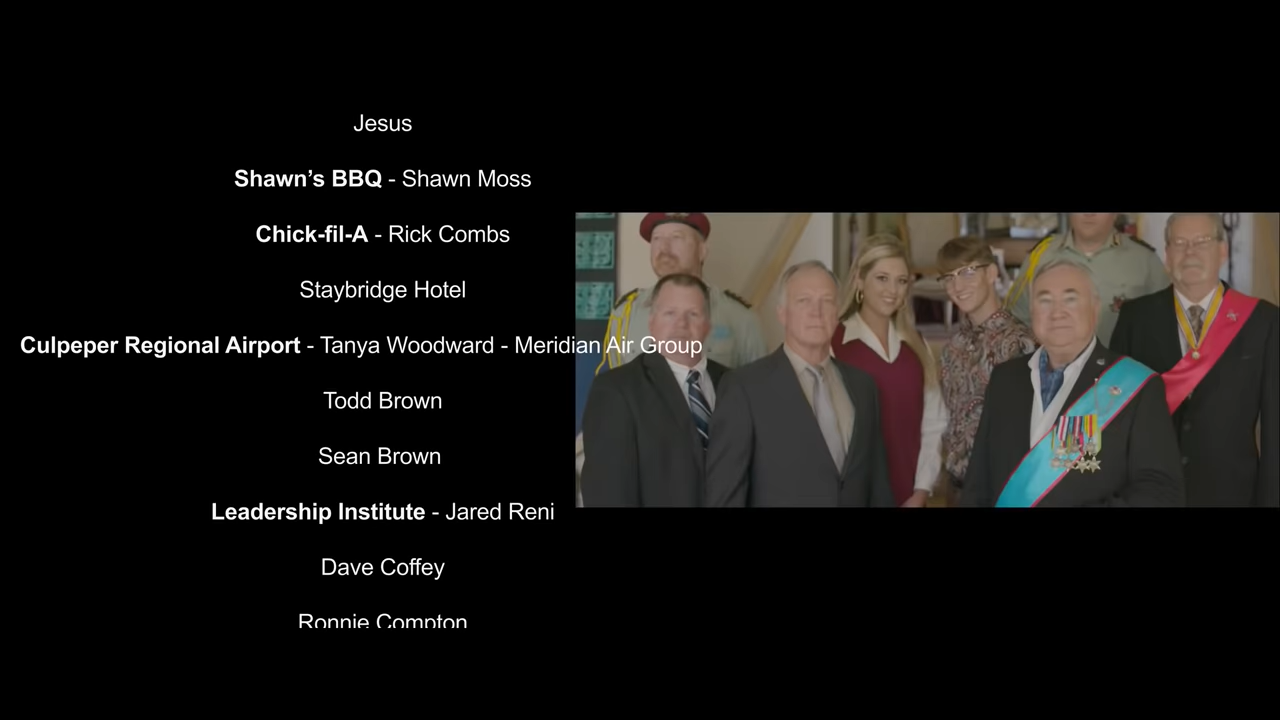 Jesus
Shawn’s BBQ - Shawn Moss
Chick-fil-A - Rick Combs
Staybridge Hotel
Culpeper Regional Airport - Tanya Woodward - Meridian Air Group
Todd Brown
Sean Brown
Leadership Institute - Jared Reni
Dave Coffey
Ronnie Compton